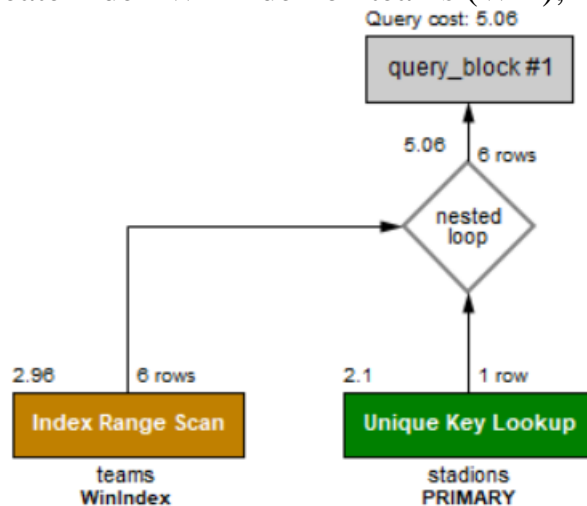 Query cost: 5.06
query_block #1
5.06
6 rows
nested
loop
2.96
6 rows
2.1
1 row
Index Range Scan
Unique Key Lookup
teams
WinIndex
stadions
PRIMARY